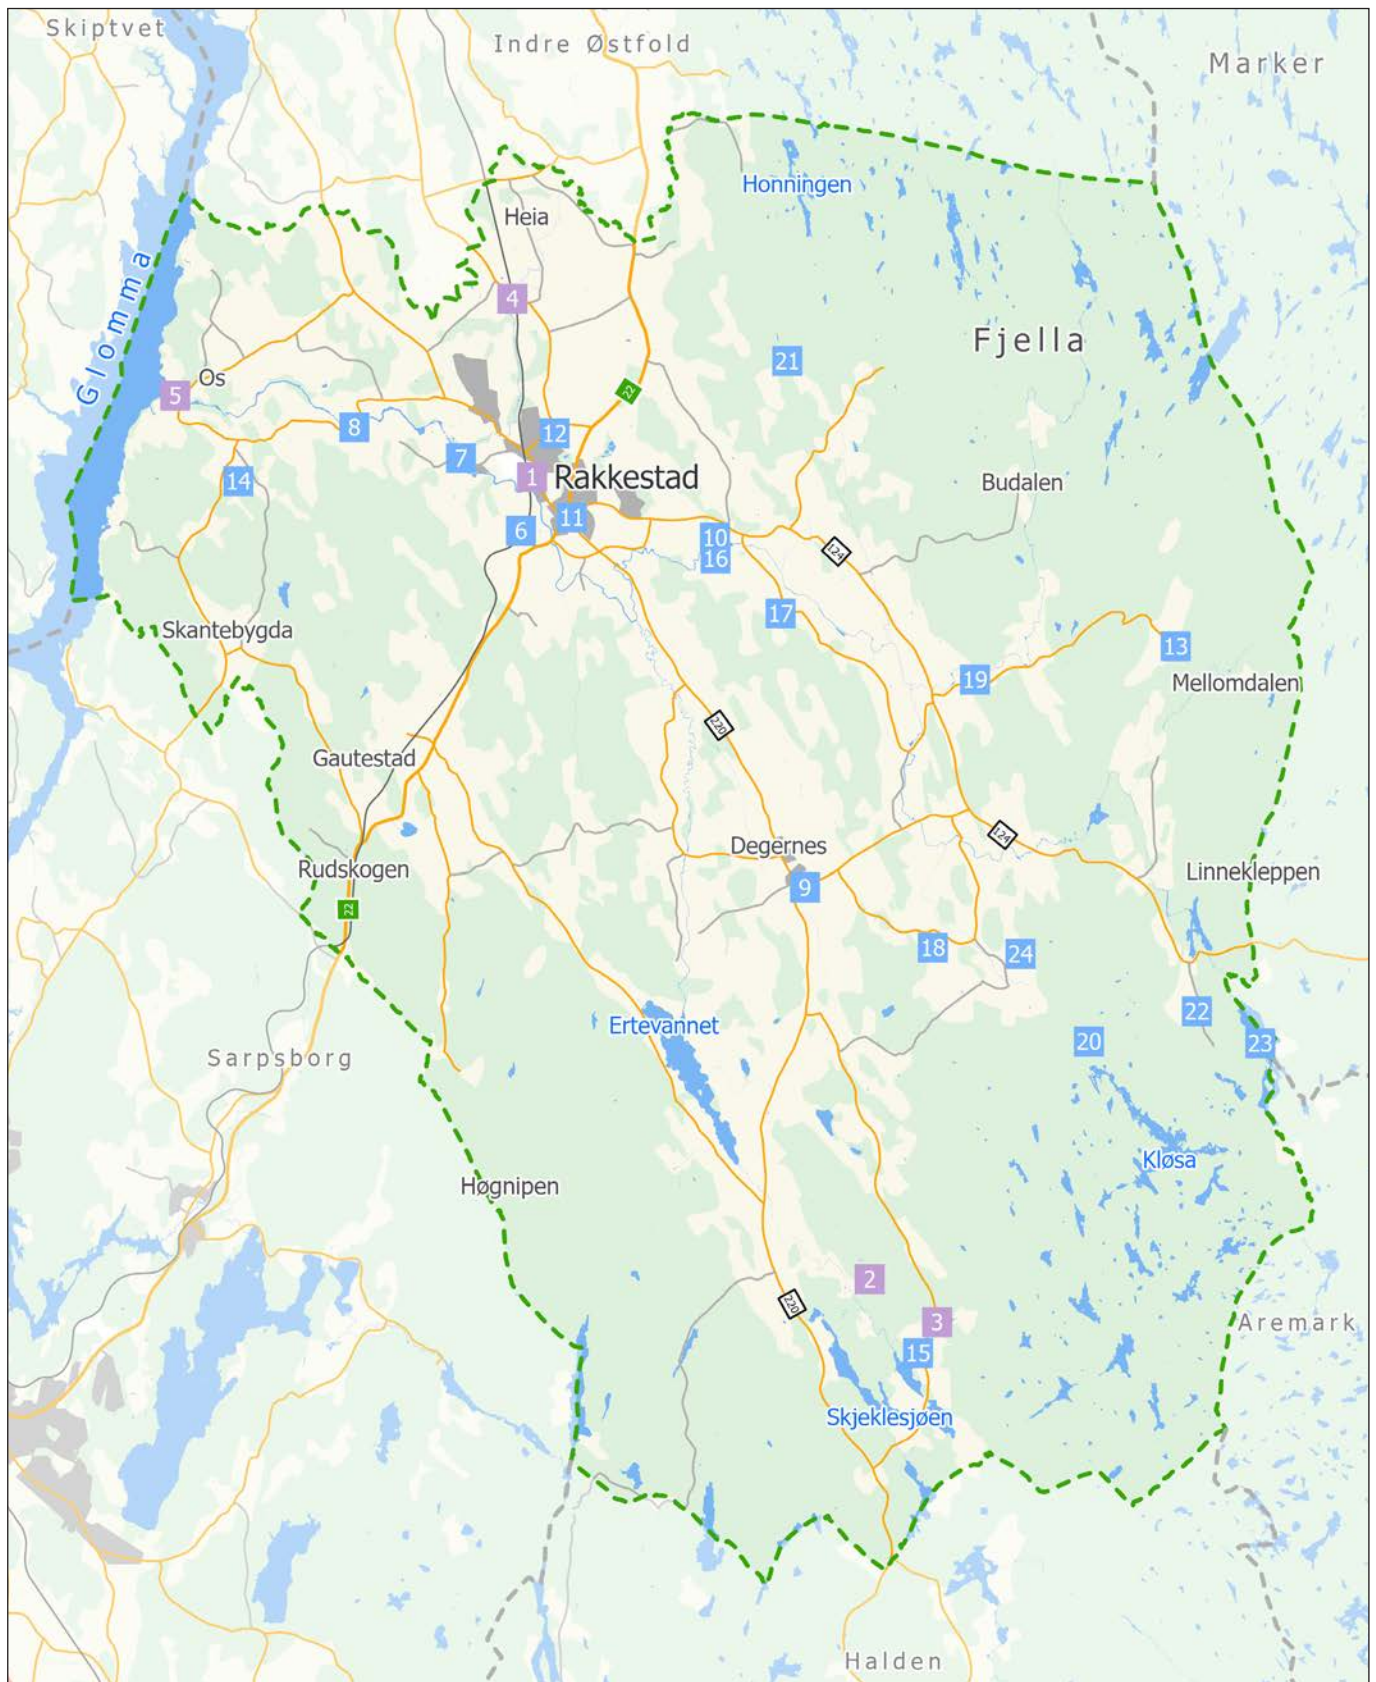 Skiptvet
Indre Østfold
Marker
Honningen
Heia
Glomma
4
Fjella
21
Os
5
22
8
12
7
1
Rakkestad
14
Budalen
11
6
10
124
16
17
Skantebygda
13
19
Mellomdalen
220
Gautestad
124
Degernes
Rudskogen
Linnekleppen
9
22
18
24
22
Ertevannet
20
23
Sarpsborg
Kløsa
Høgnipen
2
220
3
Aremark
15
Skjeklesjøen
Halden